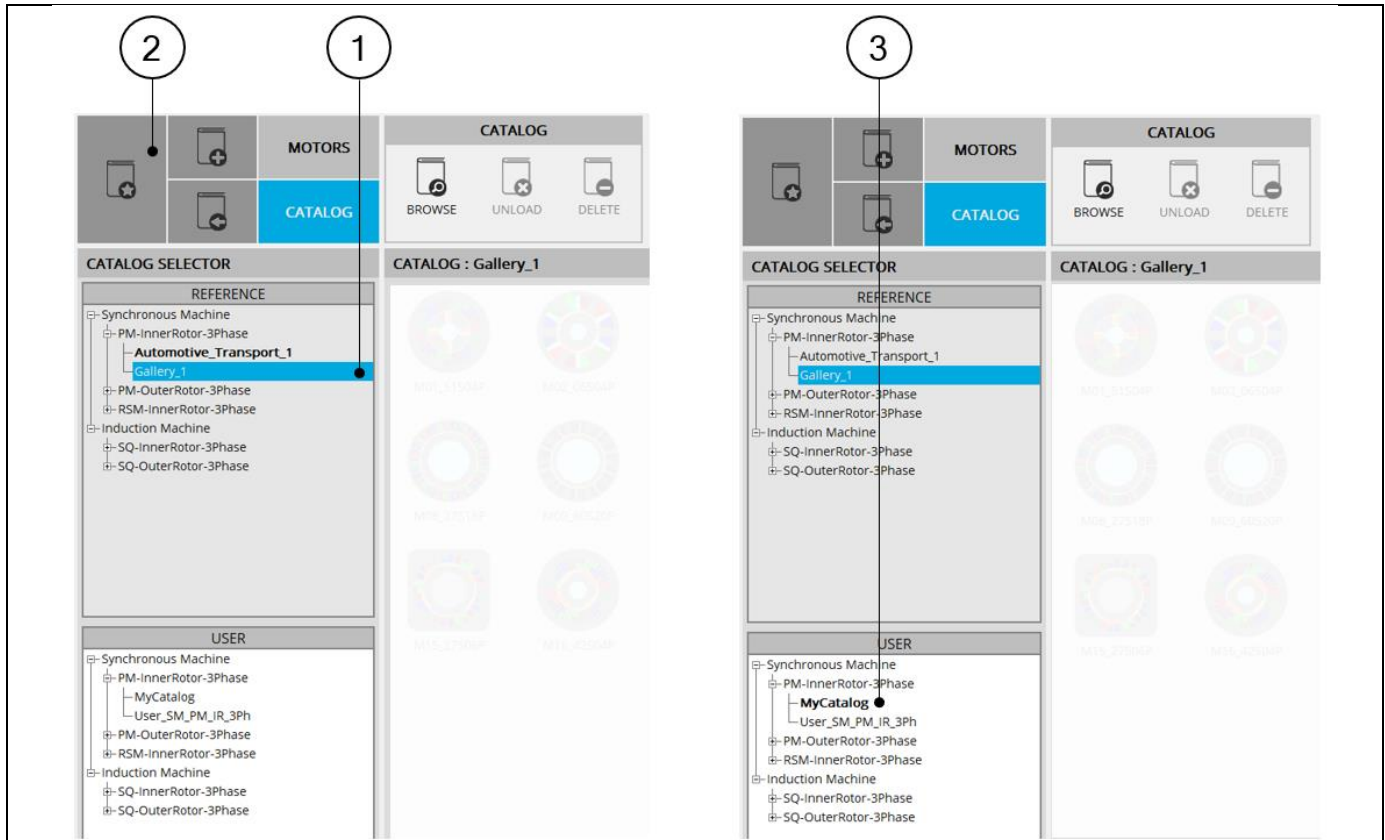 2
1
3
MOTORS
CATALOG
CATALOG
BROWSE
UNLOAD
DELETE
CATALOG SELECTOR
CATALOG : Gallery_1
REFERENCE
Synchronous Machine
PM-InnerRotor-3Phase
Automotive_Transport_1
Gallery_1
PM-OuterRotor-3Phase
RSM-InnerRotor-3Phase
Induction Machine
SQ-InnerRotor-3Phase
SQ-OuterRotor-3Phase
USER
Synchronous Machine
PM-InnerRotor-3Phase
MyCatalog
User_SM_PM_IR_3Ph
PM-OuterRotor-3Phase
RSM-InnerRotor-3Phase
Induction Machine
SQ-InnerRotor-3Phase
SQ-OuterRotor-3Phase
MOTORS
CATALOG
CATALOG
BROWSE
UNLOAD
DELETE
CATALOG SELECTOR
CATALOG : Gallery_1
REFERENCE
Synchronous Machine
PM-InnerRotor-3Phase
Automotive_Transport_1
Gallery_1
PM-OuterRotor-3Phase
RSM-InnerRotor-3Phase
Induction Machine
SQ-InnerRotor-3Phase
SQ-OuterRotor-3Phase
USER
Synchronous Machine
PM-InnerRotor-3Phase
MyCatalog
User_SM_PM_IR_3Ph
PM-OuterRotor-3Phase
RSM-InnerRotor-3Phase
Induction Machine
SQ-InnerRotor-3Phase
SQ-OuterRotor-3Phase